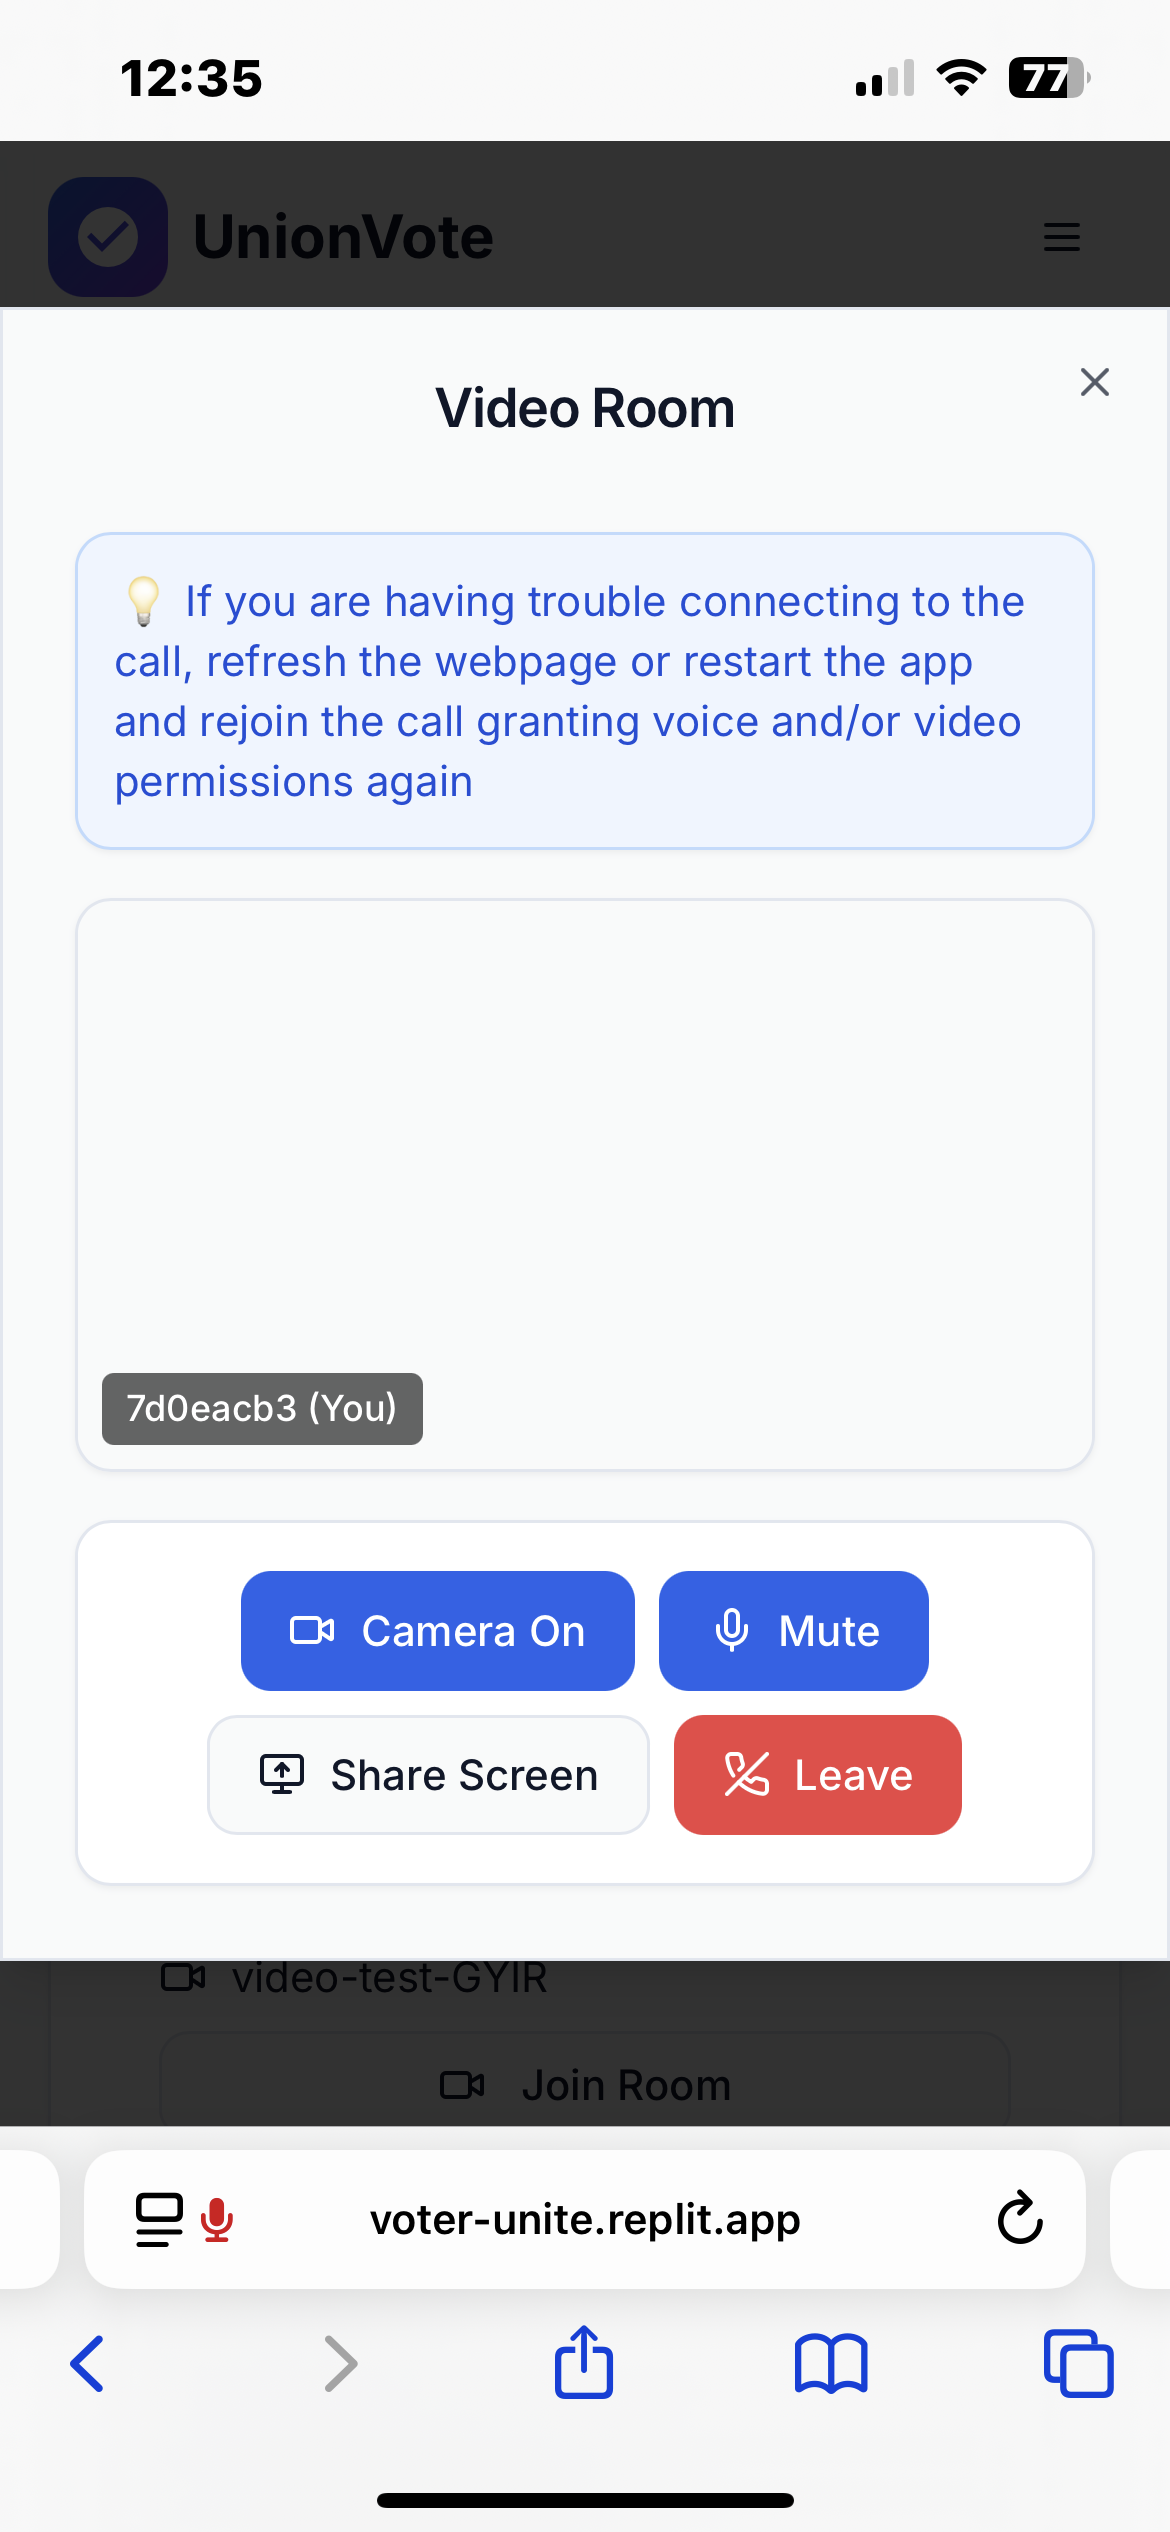 12:35
77
UnionVote
Video Room
💡 If you are having trouble connecting to the
call, refresh the webpage or restart the app
and rejoin the call granting voice and/or video
permissions again
7d0eacb3 (You)
Camera On
Mute
Share Screen
Leave
video-test-GYIR
Join Room
voter-unite.replit.app